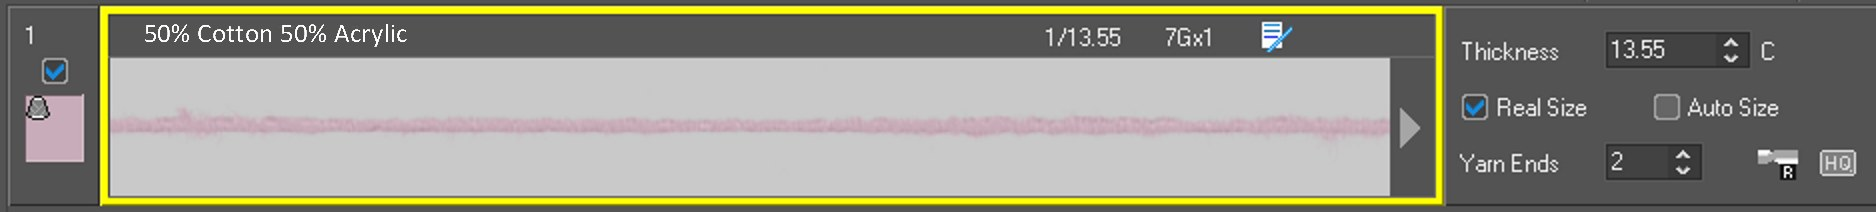 1
50% Cotton 50% Acrylic 1/13.55 7Gx1
Thickness 13.55 C
Real Size Auto Size
Yarn Ends 2 R HQ